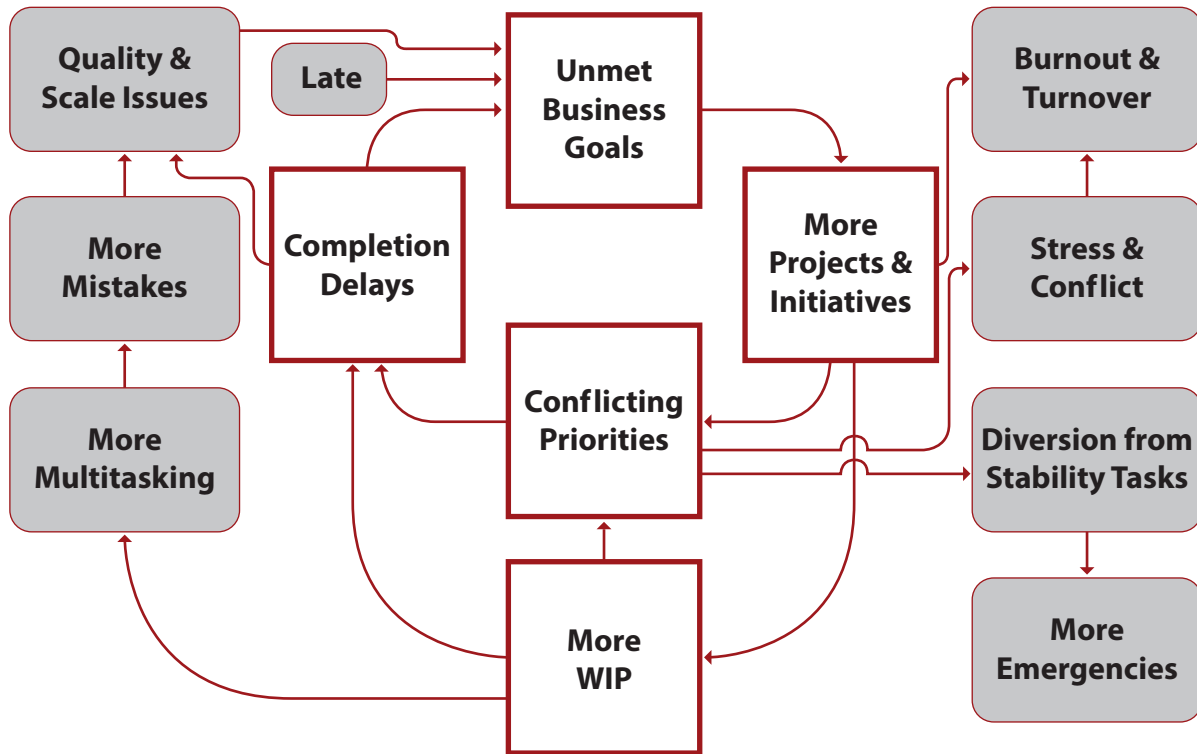 Quality &
Scale Issues
Late
Unmet
Business
Goals
Burnout &
Turnover
More
Mistakes
Completion
Delays
More
Projects &
Initiatives
Stress &
Conflict
More
Multitasking
Conflicting
Priorities
Diversion from
Stability Tasks
More
WIP
More
Emergencies